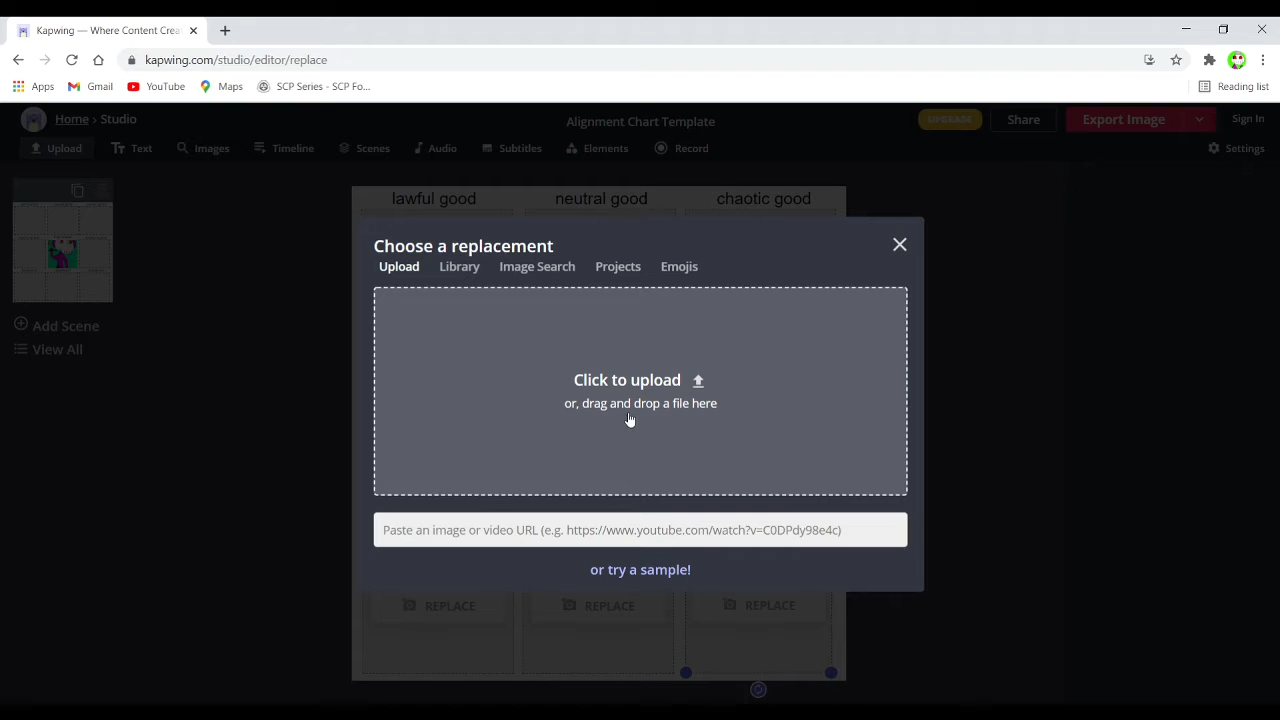 Kapwing — Where Content Crea
kapwing.com/studio/editor/replace
Apps Gmail YouTube Maps SCP Series - SCP Fo... Reading list
Home › Studio Alignment Chart Template UPGRADE Share Export Image Sign In
Upload Text Images Timeline Scenes Audio Subtitles Elements Record Settings
lawful good neutral good chaotic good
Choose a replacement
Upload Library Image Search Projects Emojis
Add Scene
View All
Click to upload
or, drag and drop a file here
Paste an image or video URL (e.g. https://www.youtube.com/watch?v=C0DPdy98e4c)
or try a sample!
REPLACE REPLACE REPLACE